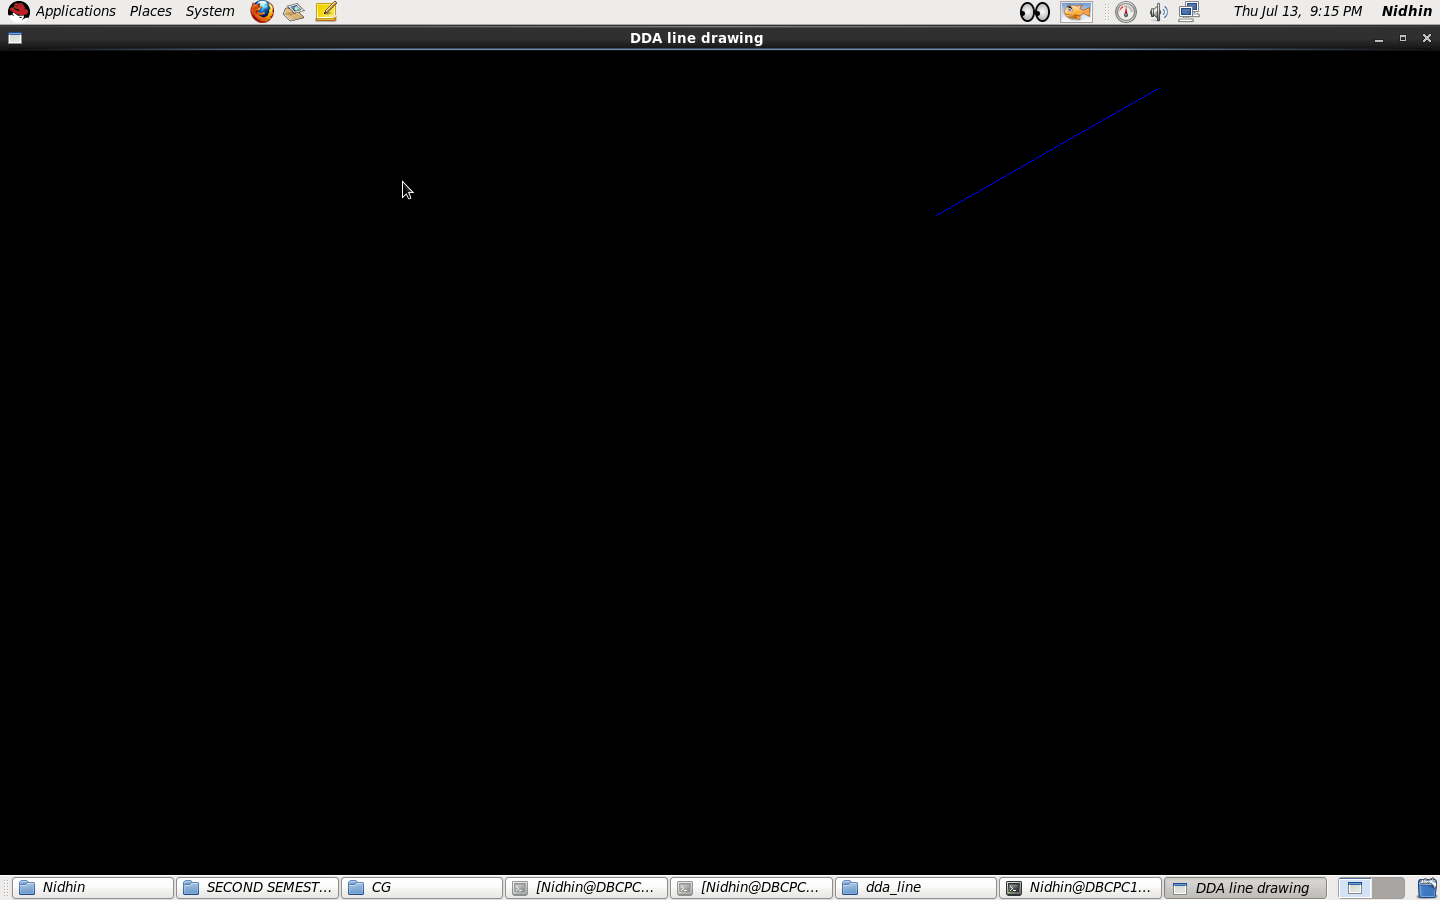 Applications Places System Thu Jul 13, 9:15 PM Nidhin
DDA line drawing
Nidhin SECOND SEMEST... CG [Nidhin@DBCPC... [Nidhin@DBCPC... dda_line Nidhin@DBCPC1... DDA line drawing